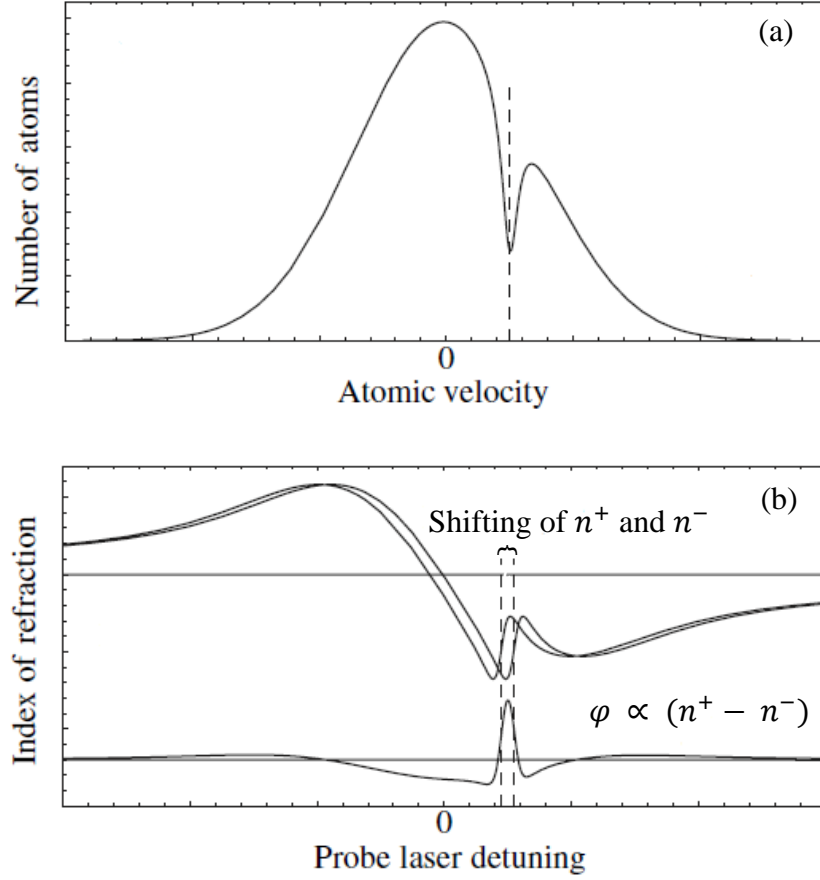 (a)
Number of atoms
0
Atomic velocity
(b)
Shifting of n⁺ and n⁻
Index of refraction
φ ∝ (n⁺ − n⁻)
0
Probe laser detuning